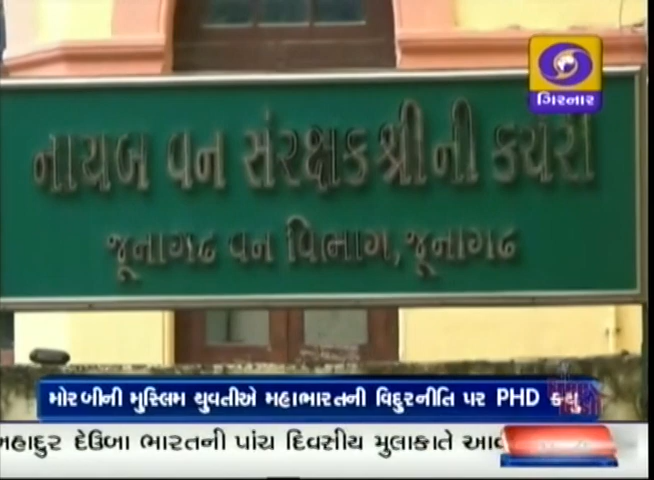 ગિરનાર
નાયબ વન સંરક્ષકશ્રીની કચેરી
જૂનાગઢ વન વિભાગ, જૂનાગઢ
મોરબીની મુસ્લિમ યુવતીએ મહાભારતની વિદુરનીતિ પર PHD કર્યુ
બહાદુર દેઉબા ભારતની પાંચ દિવસીય મુલાકાતે